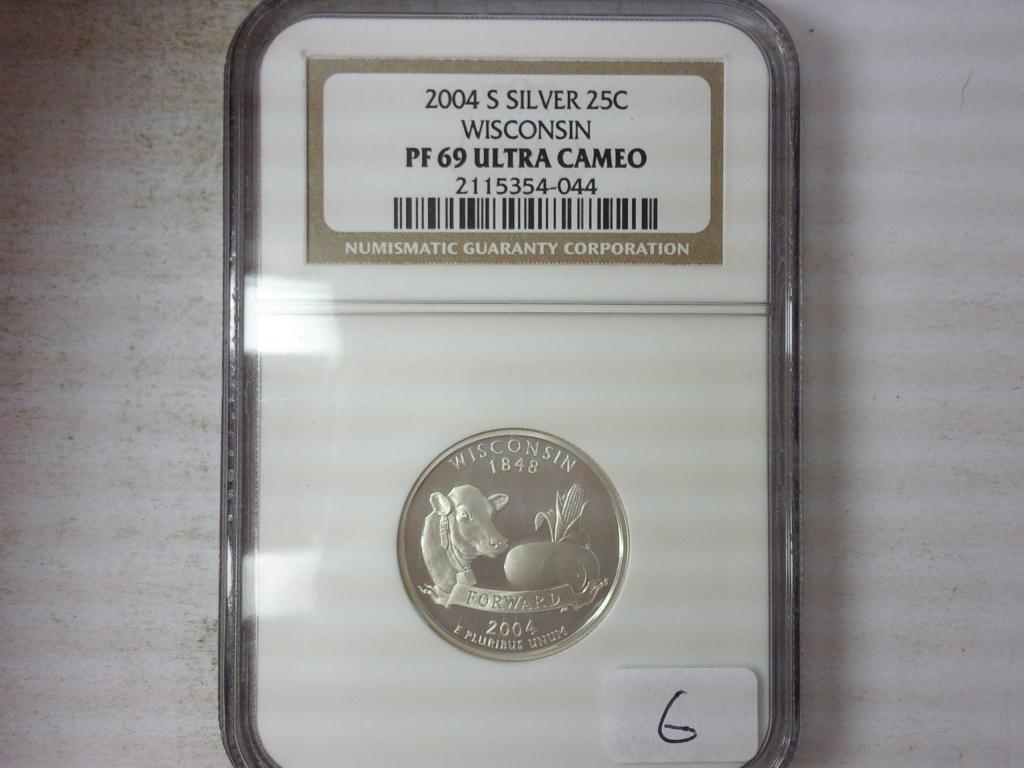 2004 S SILVER 25C
WISCONSIN
PF 69 ULTRA CAMEO
2115354-044
NUMISMATIC GUARANTY CORPORATION
WISCONSIN
1848
FORWARD
2004
E PLURIBUS UNUM
6